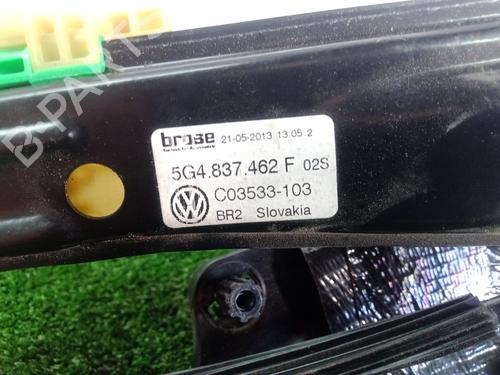 brose 21-05-2013 13:05 2
5G4.837.462 F 02S
C03533-103
BR2 Slovakia
B-PARTS